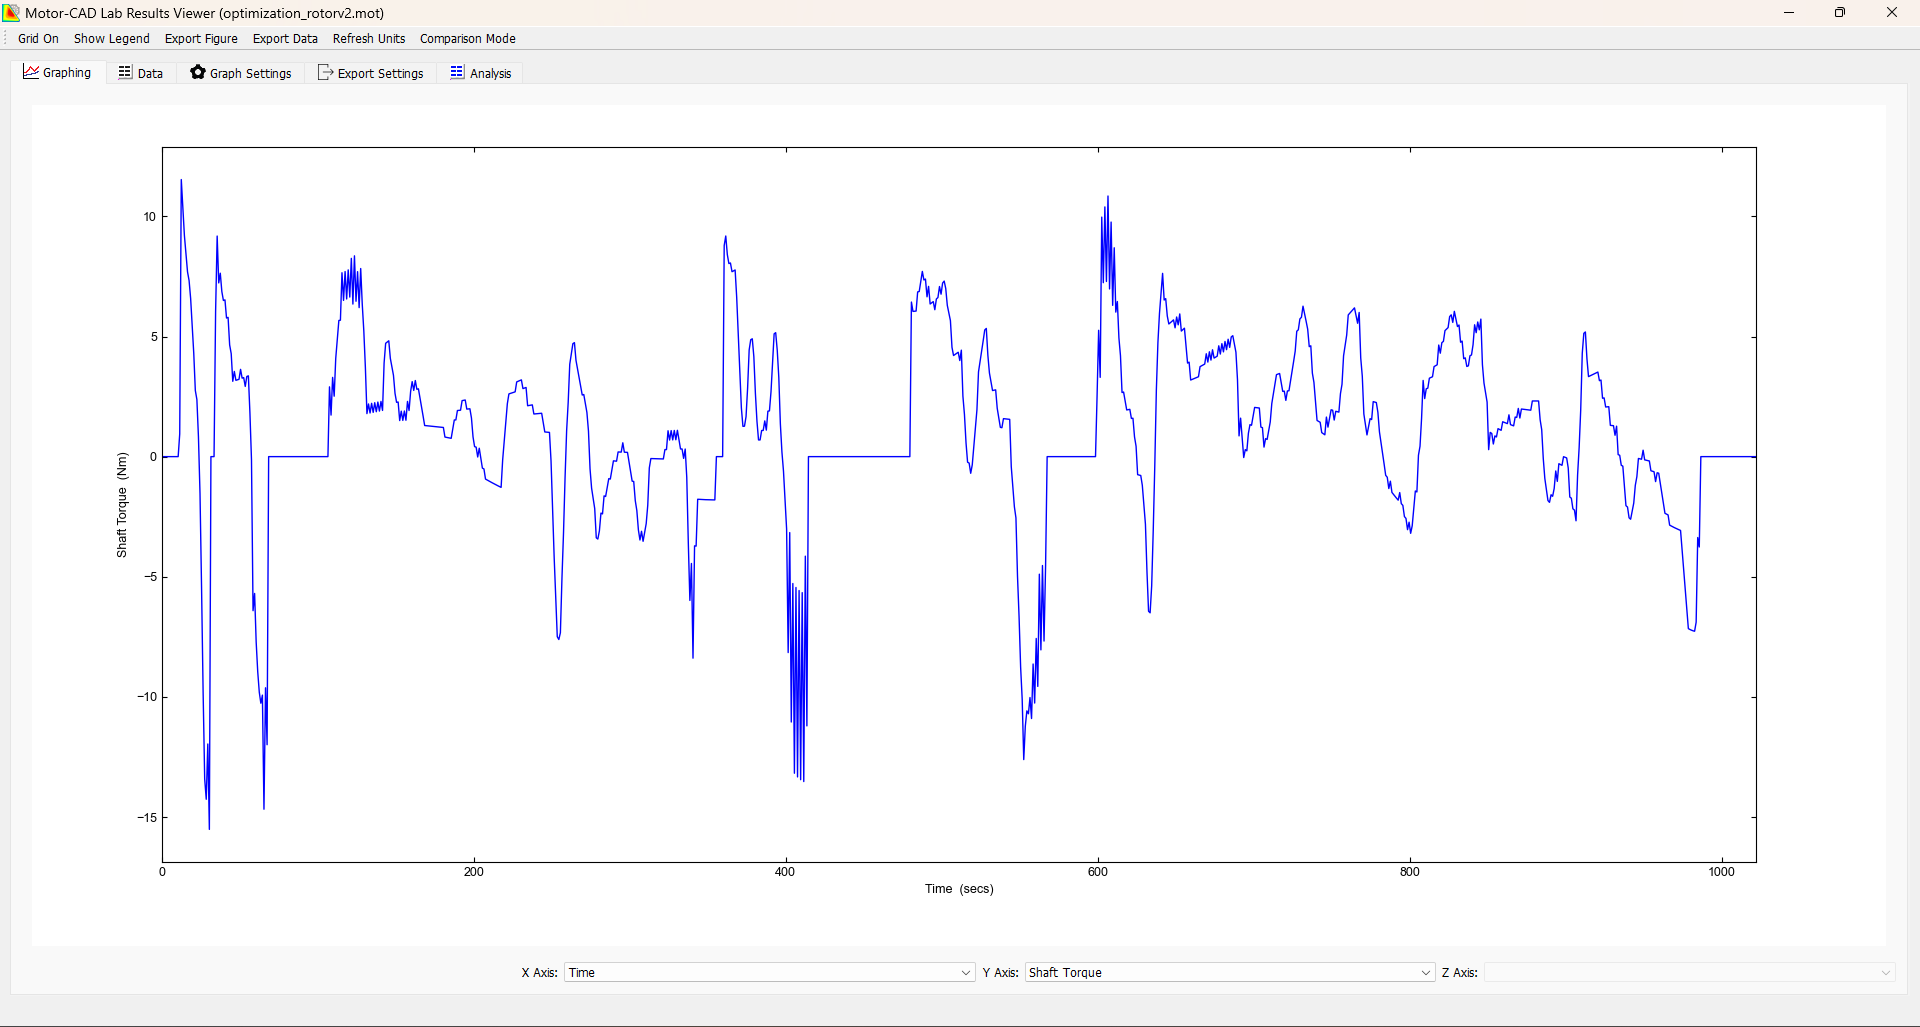 Motor-CAD Lab Results Viewer (optimization_rotorv2.mot)
Grid On Show Legend Export Figure Export Data Refresh Units Comparison Mode
Graphing Data Graph Settings Export Settings Analysis
10
5
0
−5
−10
−15
Shaft Torque (Nm)
0 200 400 600 800 1000
Time (secs)
X Axis: Time Y Axis: Shaft Torque Z Axis: